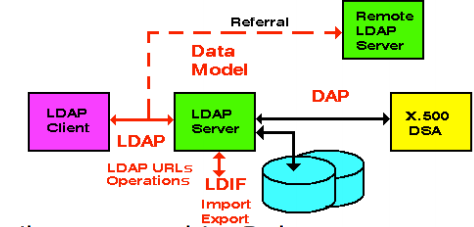 Referral
Remote
LDAP
Server
Data
Model
DAP
LDAP
Client
LDAP
LDAP
Server
X.500
DSA
LDAP URLs
Operations
LDIF
Import
Export